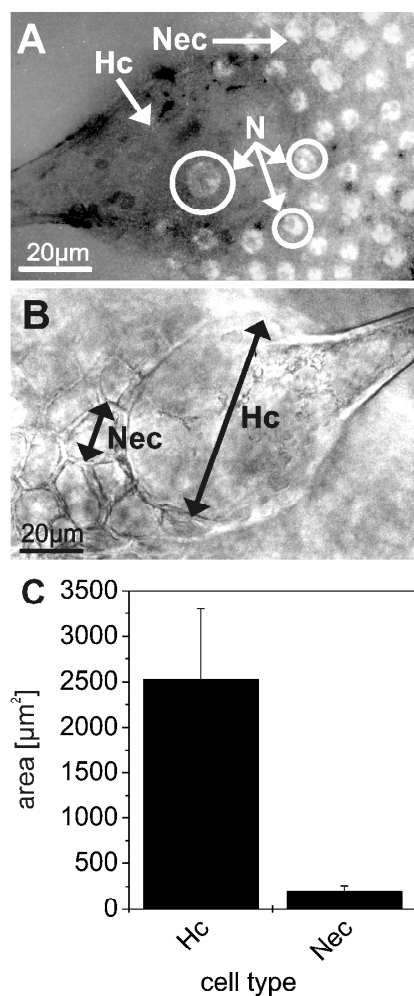 A
Nec
Hc
N
20µm
B
Nec
Hc
20µm
C
3500
3000
2500
2000
1500
1000
500
0
area [µm²]
Hc
Nec
cell type